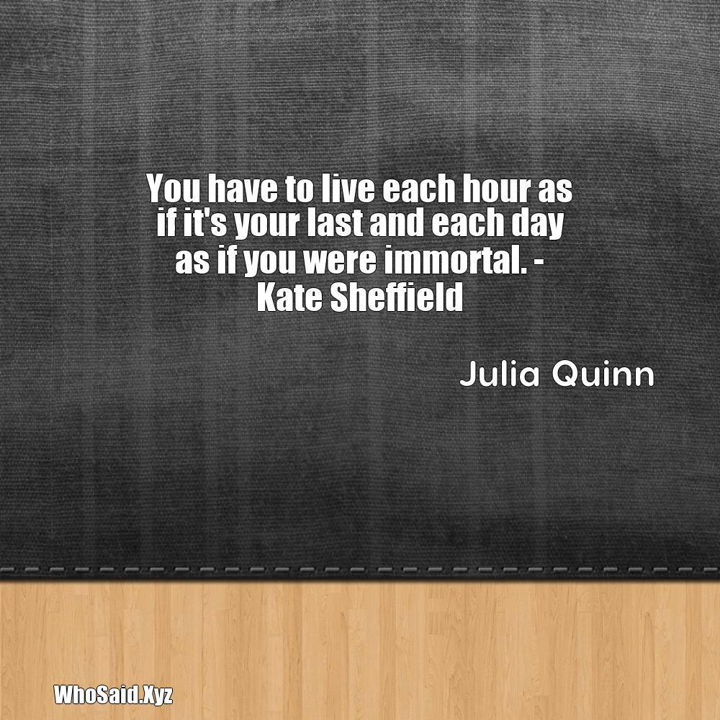 You have to live each hour as
if it's your last and each day
as if you were immortal. -
Kate Sheffield
Julia Quinn
WhoSaid.Xyz